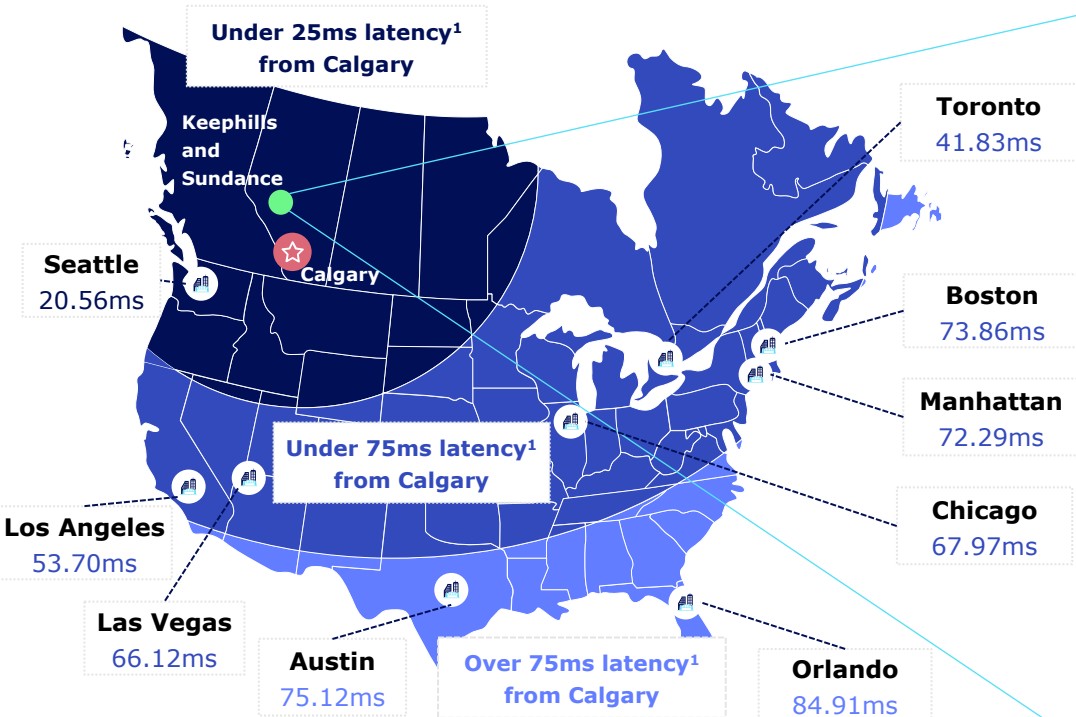 Under 25ms latency¹
from Calgary
Keephills
and
Sundance
Calgary
Toronto
41.83ms
Seattle
20.56ms
Boston
73.86ms
Manhattan
72.29ms
Under 75ms latency¹
from Calgary
Chicago
67.97ms
Los Angeles
53.70ms
Las Vegas
66.12ms
Austin
75.12ms
Over 75ms latency¹
from Calgary
Orlando
84.91ms